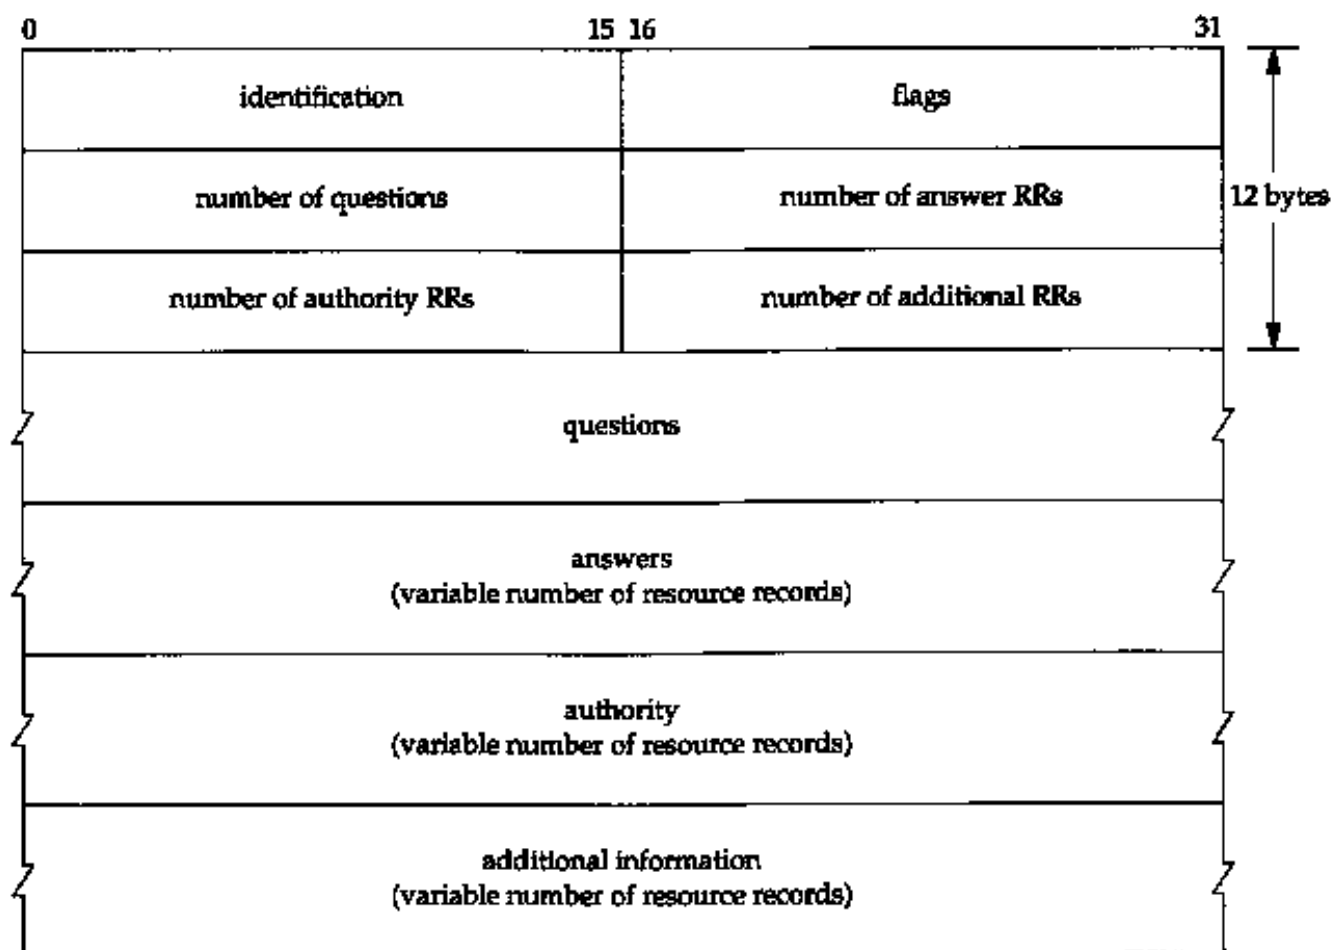 0 15 16 31
identification flags
number of questions number of answer RRs 12 bytes
number of authority RRs number of additional RRs
questions
answers
(variable number of resource records)
authority
(variable number of resource records)
additional information
(variable number of resource records)